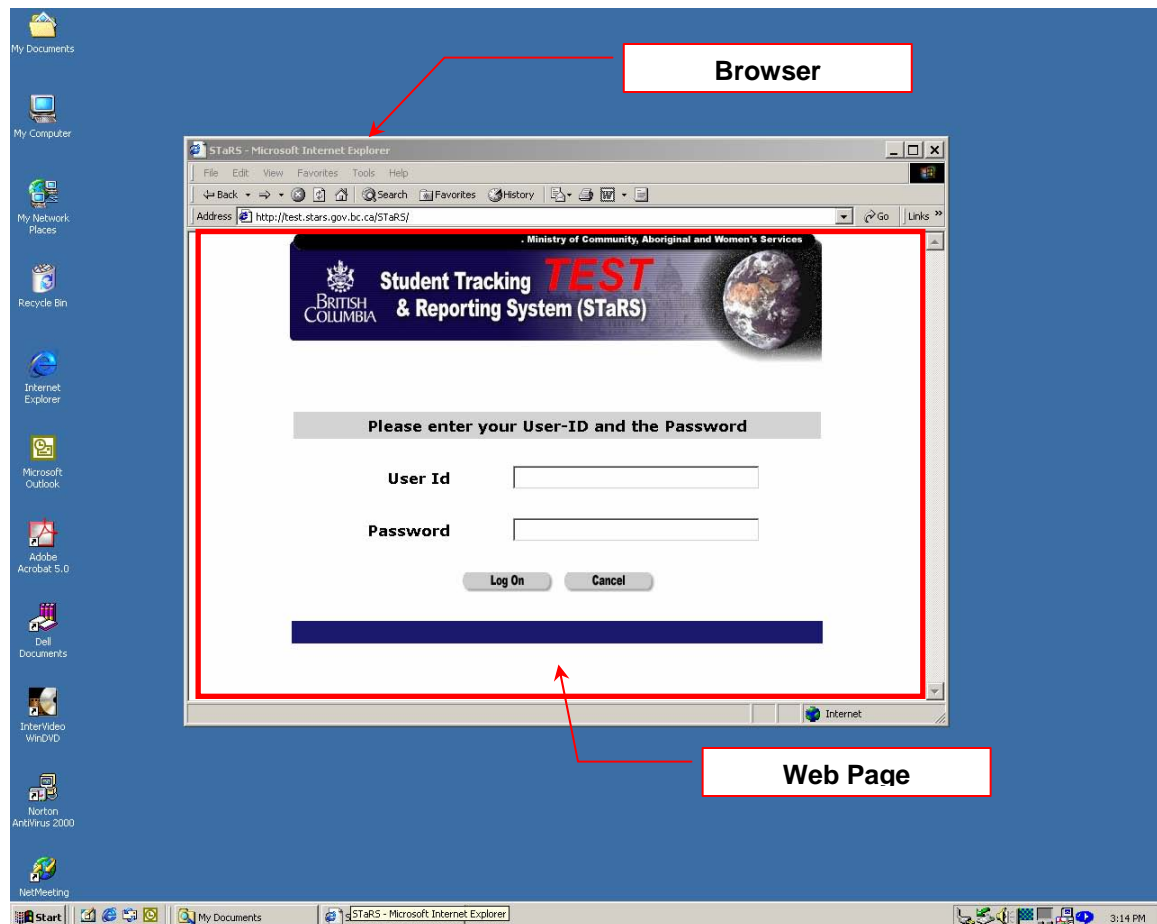 My Documents
My Computer
My Network
Places
Recycle Bin
Internet
Explorer
Microsoft
Outlook
Adobe
Acrobat 5.0
Dell
Documents
InterVideo
WinDVD
Norton
AntiVirus 2000
NetMeeting
Browser
STaRS - Microsoft Internet Explorer
File Edit View Favorites Tools Help
Back Search Favorites History
Address http://test.stars.gov.bc.ca/STaRS/ Go Links »
. Ministry of Community, Aboriginal and Women's Services
BRITISH
COLUMBIA
Student Tracking TEST
& Reporting System (STaRS)
Please enter your User-ID and the Password
User Id
Password
Log On Cancel
Internet
Web Page
Start My Documents STaRS - Microsoft Internet Explorer 3:14 PM